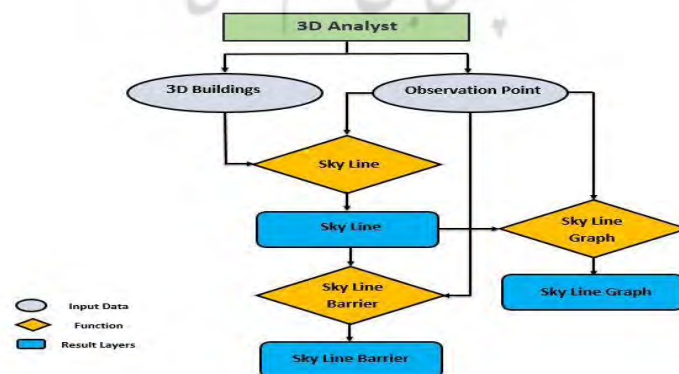 3D Analyst
3D Buildings
Observation Point
Sky Line
Sky Line
Sky Line
Graph
Sky Line
Barrier
Sky Line Graph
Sky Line Barrier
Input Data
Function
Result Layers